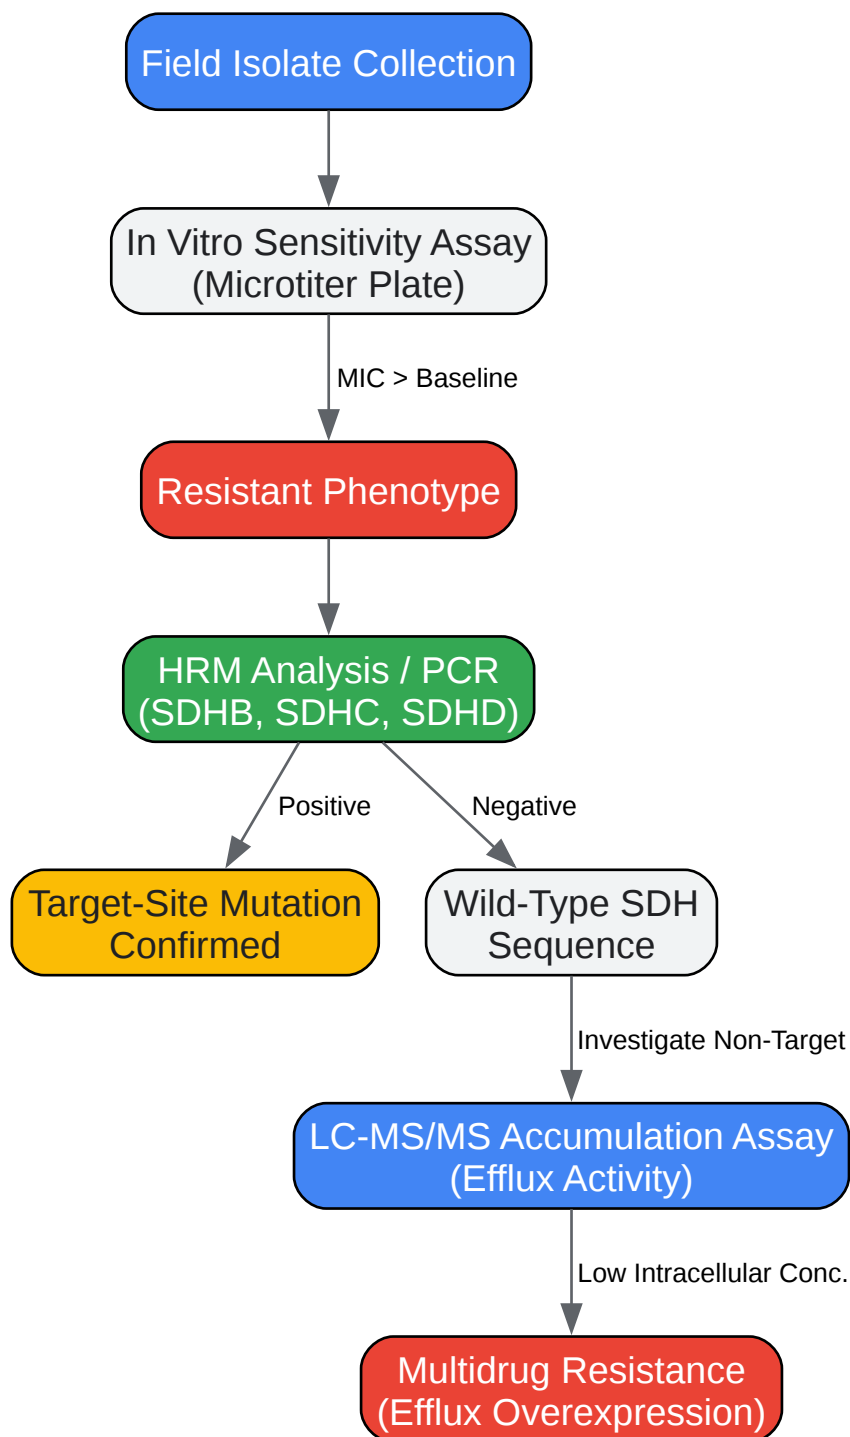 Field Isolate Collection
In Vitro Sensitivity Assay
(Microtiter Plate)
MIC > Baseline
Resistant Phenotype
HRM Analysis / PCR
(SDHB, SDHC, SDHD)
Positive
Negative
Target-Site Mutation
Confirmed
Wild-Type SDH
Sequence
Investigate Non-Target
LC-MS/MS Accumulation Assay
(Efflux Activity)
Low Intracellular Conc.
Multidrug Resistance
(Efflux Overexpression)